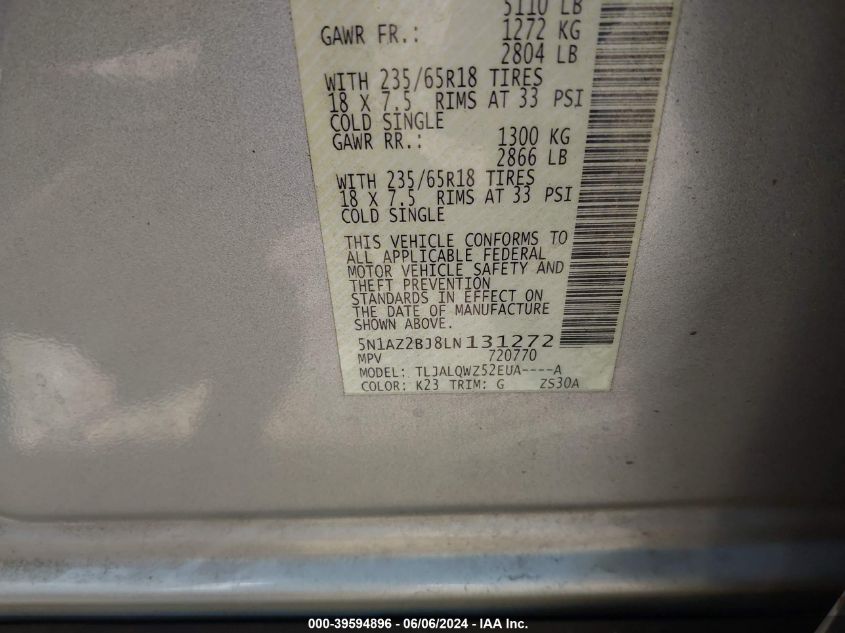 5110 LB
GAWR FR.: 1272 KG
2804 LB
WITH 235/65R18 TIRES
18 X 7.5 RIMS AT 33 PSI
COLD SINGLE
GAWR RR.: 1300 KG
2866 LB
WITH 235/65R18 TIRES
18 X 7.5 RIMS AT 33 PSI
COLD SINGLE
THIS VEHICLE CONFORMS TO
ALL APPLICABLE FEDERAL
MOTOR VEHICLE SAFETY AND
THEFT PREVENTION
STANDARDS IN EFFECT ON
THE DATE OF MANUFACTURE
SHOWN ABOVE.
5N1AZ2BJ8LN131272
MPV 720770
MODEL: TLJALQWZ52EUA----A
COLOR: K23 TRIM: G ZS30A
000-39594896 - 06/06/2024 - IAA Inc.